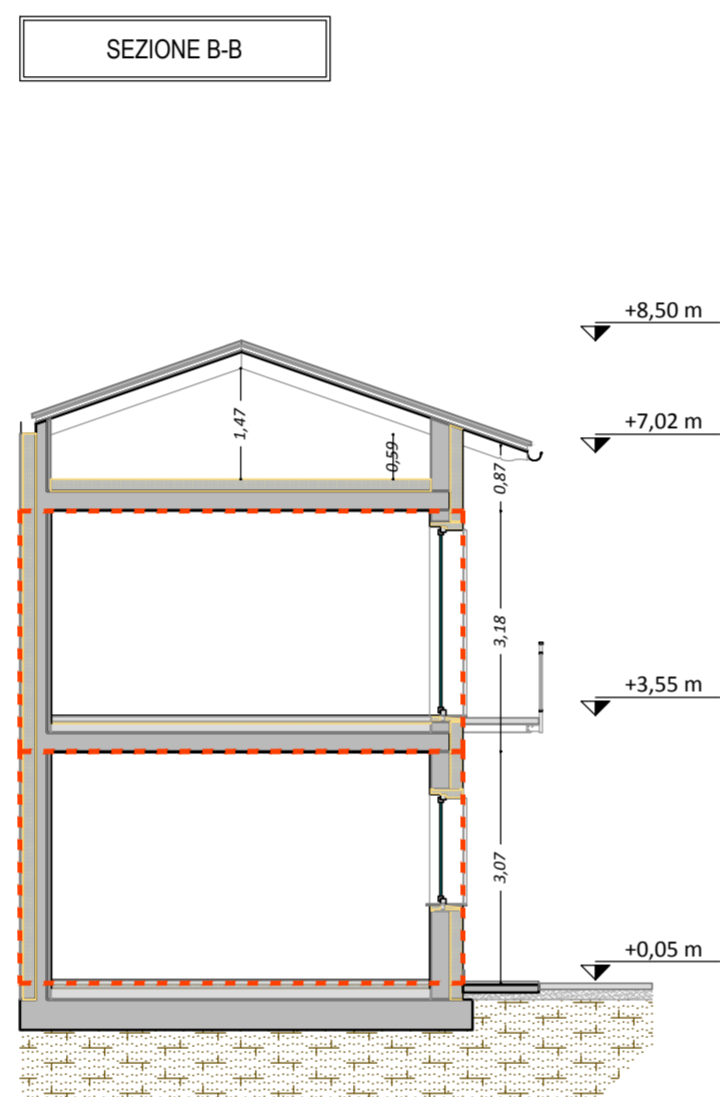 SEZIONE B-B
+8,50 m
1,47
+7,02 m
0,59
0,87
3,18
+3,55 m
3,07
+0,05 m